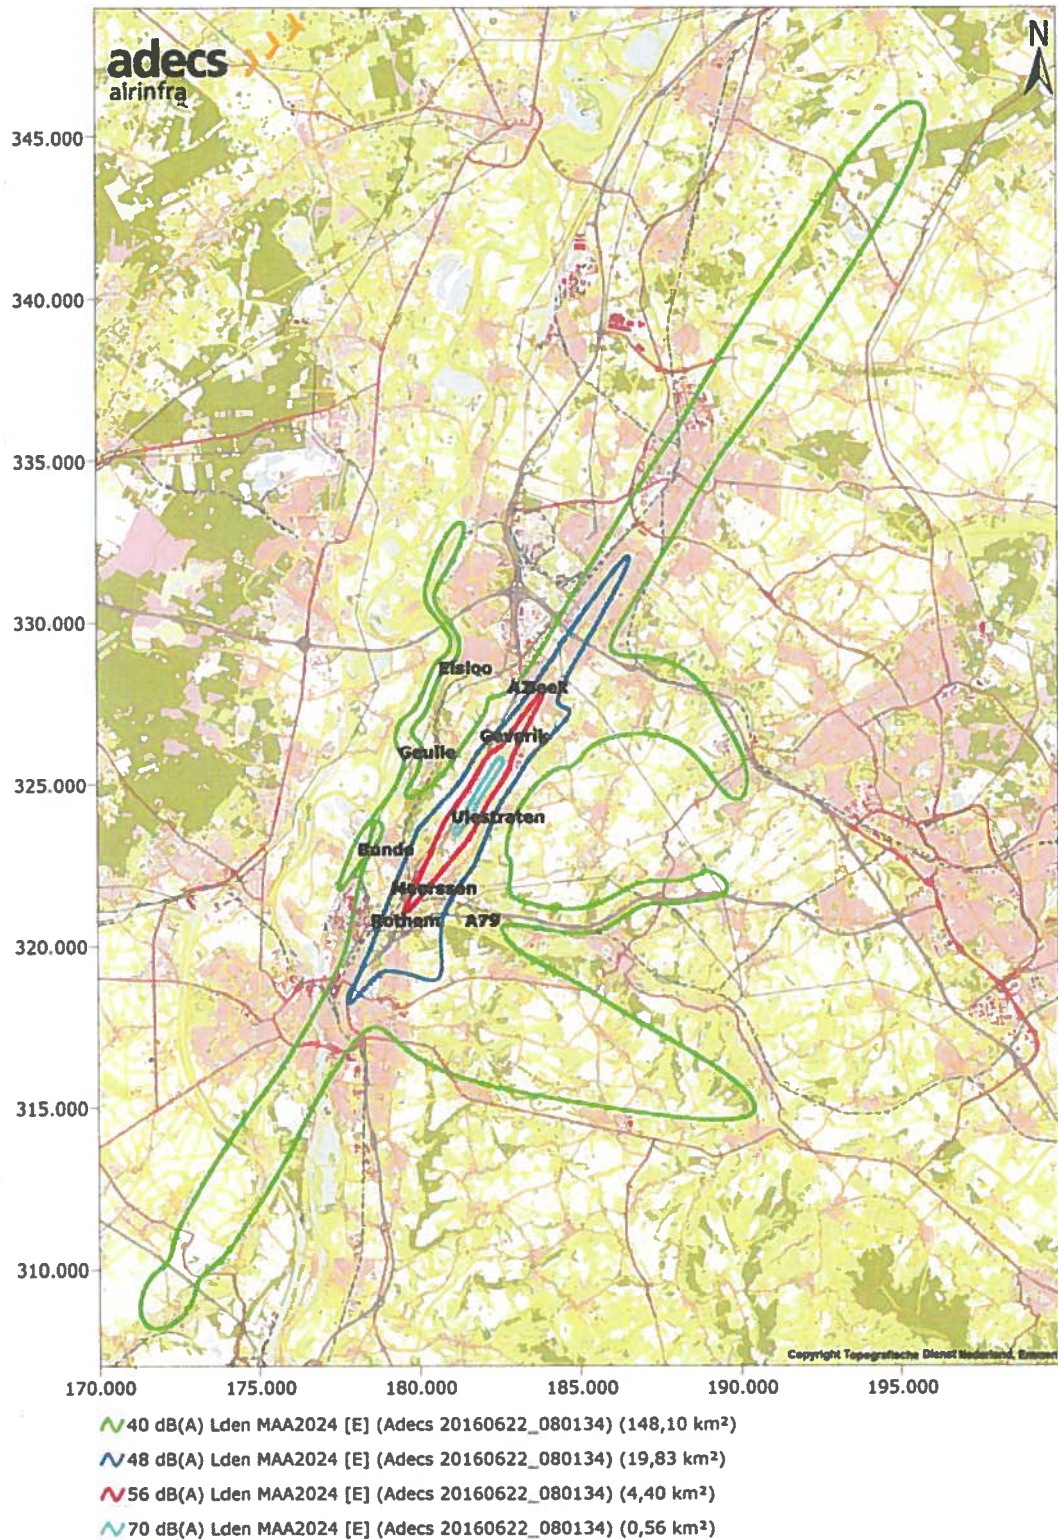 adecs
airinfra
N
345.000
340.000
335.000
330.000
Elsloo
A2Beek
Geverik
Geulle
325.000
Ulestraten
Bunde
Meerssen
Rothem
A79
320.000
315.000
310.000
Copyright Topografische Dienst Nederland, Emmen
170.000 175.000 180.000 185.000 190.000 195.000
40 dB(A) Lden MAA2024 [E] (Adecs 20160622_080134) (148,10 km²)
48 dB(A) Lden MAA2024 [E] (Adecs 20160622_080134) (19,83 km²)
56 dB(A) Lden MAA2024 [E] (Adecs 20160622_080134) (4,40 km²)
70 dB(A) Lden MAA2024 [E] (Adecs 20160622_080134) (0,56 km²)